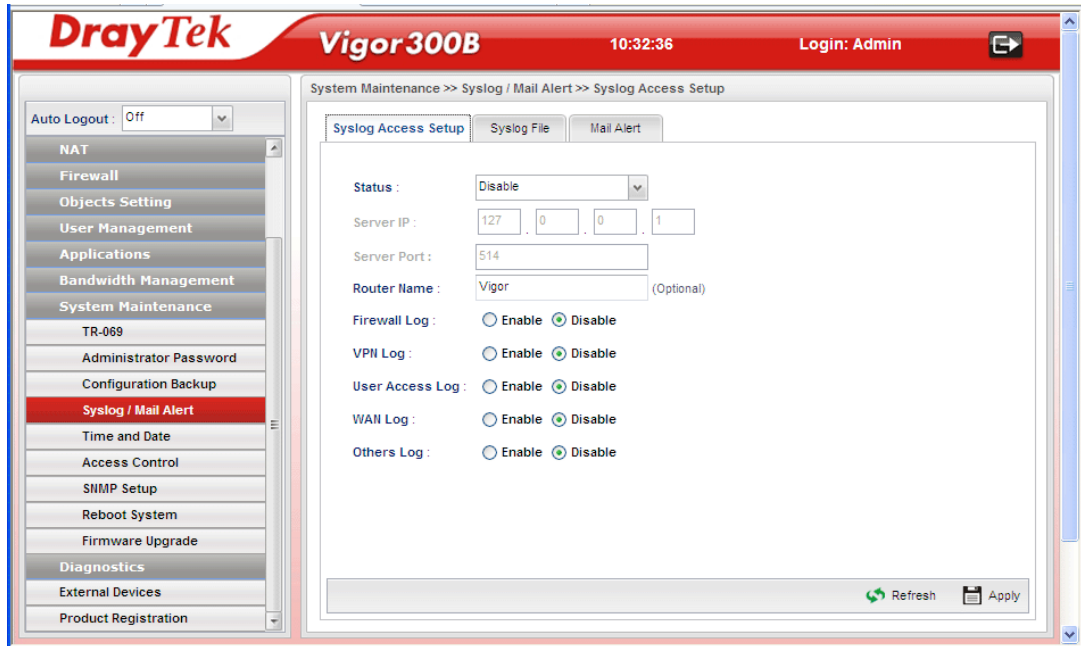 DrayTek
Vigor300B
10:32:36
Login: Admin
Auto Logout : Off
NAT
Firewall
Objects Setting
User Management
Applications
Bandwidth Management
System Maintenance
TR-069
Administrator Password
Configuration Backup
Syslog / Mail Alert
Time and Date
Access Control
SNMP Setup
Reboot System
Firmware Upgrade
Diagnostics
External Devices
Product Registration
System Maintenance >> Syslog / Mail Alert >> Syslog Access Setup
Syslog Access Setup Syslog File Mail Alert
Status : Disable
Server IP : 127 . 0 . 0 . 1
Server Port : 514
Router Name : Vigor (Optional)
Firewall Log : Enable Disable
VPN Log : Enable Disable
User Access Log : Enable Disable
WAN Log : Enable Disable
Others Log : Enable Disable
Refresh Apply